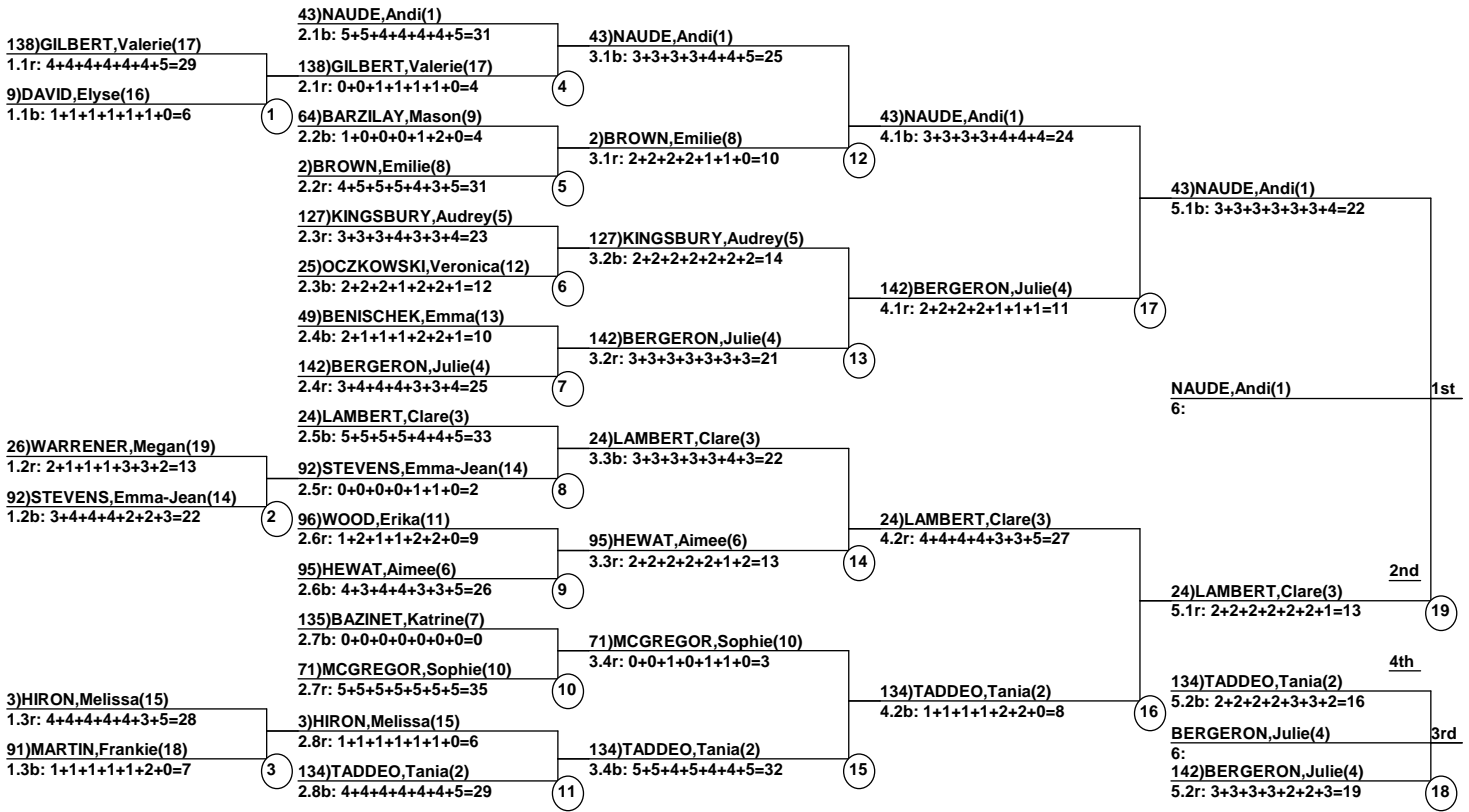 138)GILBERT,Valerie(17)
1.1r: 4+4+4+4+4+4+5=29
9)DAVID,Elyse(16)
1.1b: 1+1+1+1+1+1+0=6
1
26)WARRENER,Megan(19)
1.2r: 2+1+1+1+3+3+2=13
92)STEVENS,Emma-Jean(14)
1.2b: 3+4+4+4+2+2+3=22
2
3)HIRON,Melissa(15)
1.3r: 4+4+4+4+4+3+5=28
91)MARTIN,Frankie(18)
1.3b: 1+1+1+1+1+2+0=7
3
43)NAUDE,Andi(1)
2.1b: 5+5+4+4+4+4+5=31
138)GILBERT,Valerie(17)
2.1r: 0+0+1+1+1+1+0=4
4
64)BARZILAY,Mason(9)
2.2b: 1+0+0+0+1+2+0=4
2)BROWN,Emilie(8)
2.2r: 4+5+5+5+4+3+5=31
5
127)KINGSBURY,Audrey(5)
2.3r: 3+3+3+4+3+3+4=23
25)OCZKOWSKI,Veronica(12)
2.3b: 2+2+2+1+2+2+1=12
6
49)BENISCHEK,Emma(13)
2.4b: 2+1+1+1+2+2+1=10
142)BERGERON,Julie(4)
2.4r: 3+4+4+4+3+3+4=25
7
24)LAMBERT,Clare(3)
2.5b: 5+5+5+5+4+4+5=33
92)STEVENS,Emma-Jean(14)
2.5r: 0+0+0+0+1+1+0=2
8
96)WOOD,Erika(11)
2.6r: 1+2+1+1+2+2+0=9
95)HEWAT,Aimee(6)
2.6b: 4+3+4+4+3+3+5=26
9
135)BAZINET,Katrine(7)
2.7b: 0+0+0+0+0+0+0=0
71)MCGREGOR,Sophie(10)
2.7r: 5+5+5+5+5+5+5=35
10
3)HIRON,Melissa(15)
2.8r: 1+1+1+1+1+1+0=6
134)TADDEO,Tania(2)
2.8b: 4+4+4+4+4+4+5=29
11
43)NAUDE,Andi(1)
3.1b: 3+3+3+3+4+4+5=25
2)BROWN,Emilie(8)
3.1r: 2+2+2+2+1+1+0=10
12
127)KINGSBURY,Audrey(5)
3.2b: 2+2+2+2+2+2+2=14
142)BERGERON,Julie(4)
3.2r: 3+3+3+3+3+3+3=21
13
24)LAMBERT,Clare(3)
3.3b: 3+3+3+3+3+4+3=22
95)HEWAT,Aimee(6)
3.3r: 2+2+2+2+2+1+2=13
14
71)MCGREGOR,Sophie(10)
3.4r: 0+0+1+0+1+1+0=3
134)TADDEO,Tania(2)
3.4b: 5+5+4+5+4+4+5=32
15
43)NAUDE,Andi(1)
4.1b: 3+3+3+3+4+4+4=24
142)BERGERON,Julie(4)
4.1r: 2+2+2+2+1+1+1=11
17
24)LAMBERT,Clare(3)
4.2r: 4+4+4+4+3+3+5=27
134)TADDEO,Tania(2)
4.2b: 1+1+1+1+2+2+0=8
16
43)NAUDE,Andi(1)
5.1b: 3+3+3+3+3+3+4=22
NAUDE,Andi(1) 1st
6:
2nd
24)LAMBERT,Clare(3)
5.1r: 2+2+2+2+2+2+1=13
19
4th
134)TADDEO,Tania(2)
5.2b: 2+2+2+2+3+3+2=16
BERGERON,Julie(4) 3rd
6:
142)BERGERON,Julie(4)
5.2r: 3+3+3+3+2+2+3=19
18